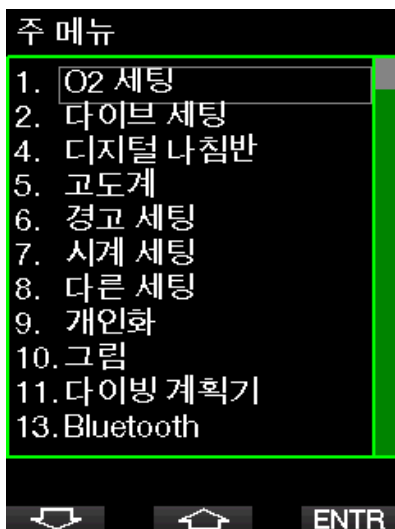 주 메뉴
1. O2 세팅
2. 다이브 세팅
4. 디지털 나침반
5. 고도계
6. 경고 세팅
7. 시계 세팅
8. 다른 세팅
9. 개인화
10. 그림
11. 다이빙 계획기
13. Bluetooth
ENTR